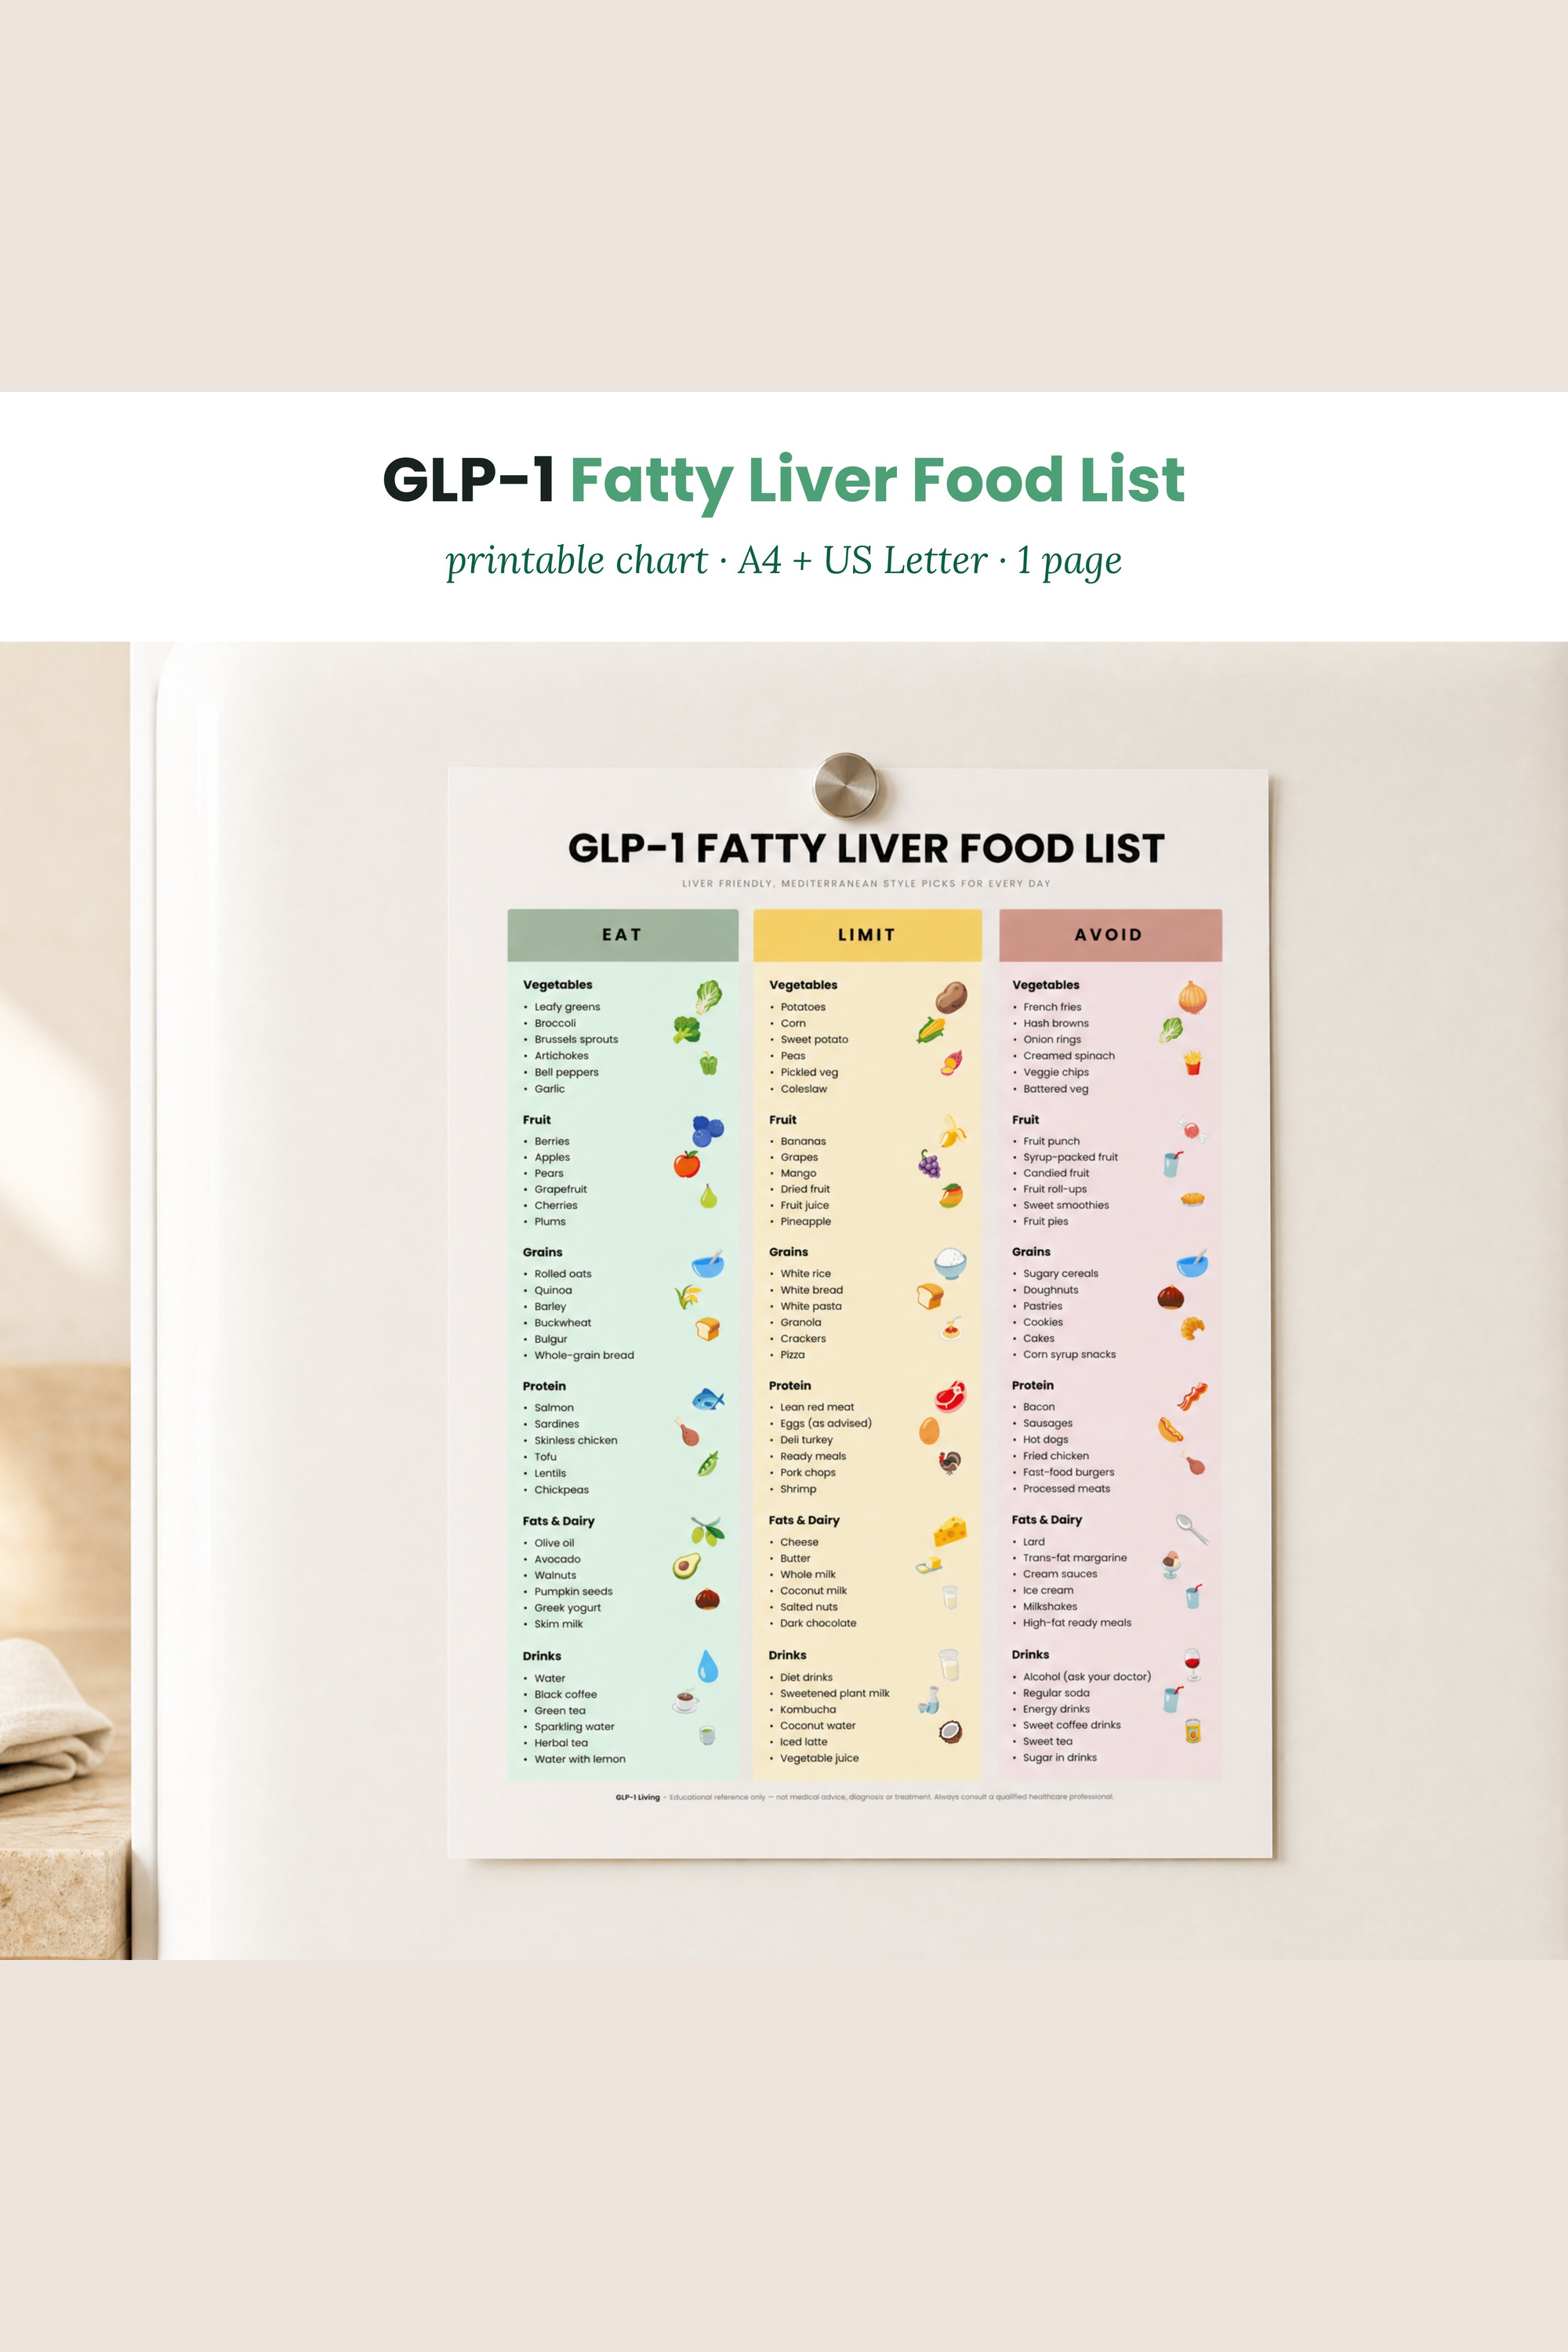 GLP-1 Fatty Liver Food List
printable chart · A4 + US Letter · 1 page
GLP-1 FATTY LIVER FOOD LIST
LIVER FRIENDLY, MEDITERRANEAN STYLE PICKS FOR EVERY DAY
EAT
Vegetables
• Leafy greens
• Broccoli
• Brussels sprouts
• Artichokes
• Bell peppers
• Garlic
Fruit
• Berries
• Apples
• Pears
• Grapefruit
• Cherries
• Plums
Grains
• Rolled oats
• Quinoa
• Barley
• Buckwheat
• Bulgur
• Whole-grain bread
Protein
• Salmon
• Sardines
• Skinless chicken
• Tofu
• Lentils
• Chickpeas
Fats & Dairy
• Olive oil
• Avocado
• Walnuts
• Pumpkin seeds
• Greek yogurt
• Skim milk
Drinks
• Water
• Black coffee
• Green tea
• Sparkling water
• Herbal tea
• Water with lemon
LIMIT
Vegetables
• Potatoes
• Corn
• Sweet potato
• Peas
• Pickled veg
• Coleslaw
Fruit
• Bananas
• Grapes
• Mango
• Dried fruit
• Fruit juice
• Pineapple
Grains
• White rice
• White bread
• White pasta
• Granola
• Crackers
• Pizza
Protein
• Lean red meat
• Eggs (as advised)
• Deli turkey
• Ready meals
• Pork chops
• Shrimp
Fats & Dairy
• Cheese
• Butter
• Whole milk
• Coconut milk
• Salted nuts
• Dark chocolate
Drinks
• Diet drinks
• Sweetened plant milk
• Kombucha
• Coconut water
• Iced latte
• Vegetable juice
AVOID
Vegetables
• French fries
• Hash browns
• Onion rings
• Creamed spinach
• Veggie chips
• Battered veg
Fruit
• Fruit punch
• Syrup-packed fruit
• Candied fruit
• Fruit roll-ups
• Sweet smoothies
• Fruit pies
Grains
• Sugary cereals
• Doughnuts
• Pastries
• Cookies
• Cakes
• Corn syrup snacks
Protein
• Bacon
• Sausages
• Hot dogs
• Fried chicken
• Fast-food burgers
• Processed meats
Fats & Dairy
• Lard
• Trans-fat margarine
• Cream sauces
• Ice cream
• Milkshakes
• High-fat ready meals
Drinks
• Alcohol (ask your doctor)
• Regular soda
• Energy drinks
• Sweet coffee drinks
• Sweet tea
• Sugar in drinks
GLP-1 Living - Educational reference only — not medical advice, diagnosis or treatment. Always consult a qualified healthcare professional.